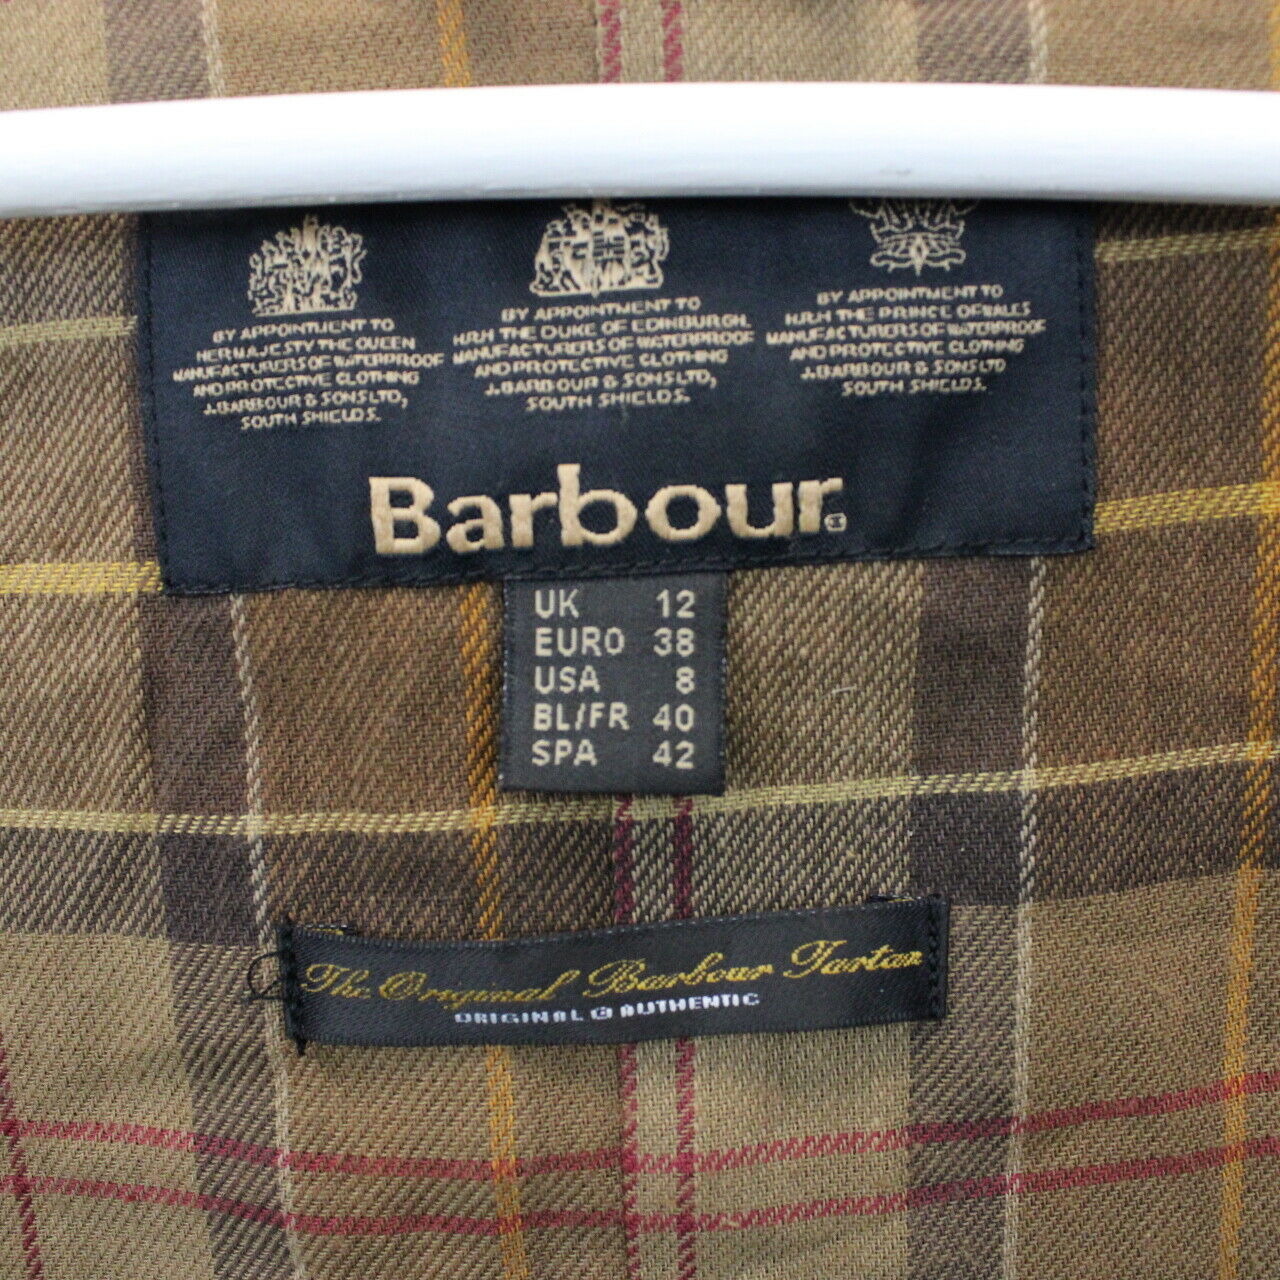 BY APPOINTMENT TO
HER MAJESTY THE QUEEN
MANUFACTURERS OF WATERPROOF
AND PROTECTIVE CLOTHING
J.BARBOUR & SONS LTD,
SOUTH SHIELDS.
BY APPOINTMENT TO
H.R.H THE DUKE OF EDINBURGH
MANUFACTURERS OF WATERPROOF
AND PROTECTIVE CLOTHING
J.BARBOUR & SONS LTD,
SOUTH SHIELDS.
BY APPOINTMENT TO
H.R.H THE PRINCE OF WALES
MANUFACTURERS OF WATERPROOF
AND PROTECTIVE CLOTHING
J.BARBOUR & SONS LTD
SOUTH SHIELDS.
Barbour®
UK 12
EURO 38
USA 8
BL/FR 40
SPA 42
The Original Barbour Tartan
ORIGINAL & AUTHENTIC